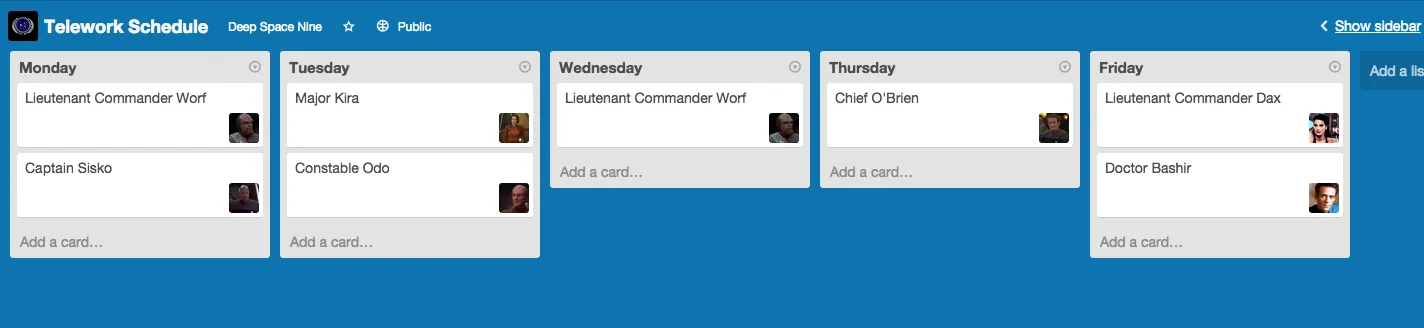 Telework Schedule Deep Space Nine Public Show sidebar
Monday
Lieutenant Commander Worf
Captain Sisko
Add a card…
Tuesday
Major Kira
Constable Odo
Add a card…
Wednesday
Lieutenant Commander Worf
Add a card…
Thursday
Chief O'Brien
Add a card…
Friday
Lieutenant Commander Dax
Doctor Bashir
Add a card…
Add a lis